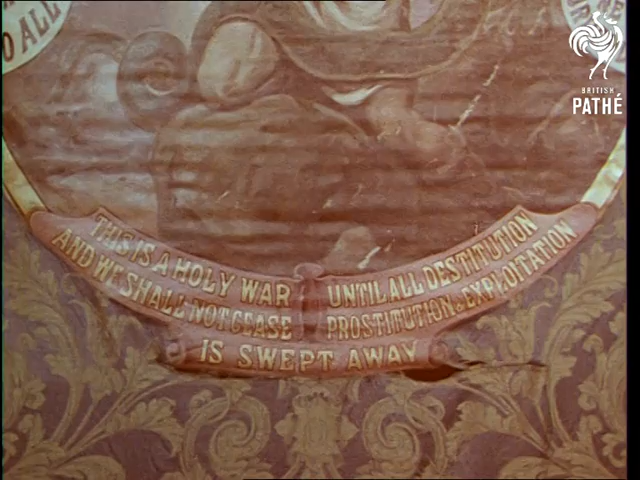 O ALL
BRITISH
PATHÉ
THIS IS A HOLY WAR
AND WE SHALL NOT CEASE
UNTIL ALL DESTITUTION
PROSTITUTION & EXPLOITATION
IS SWEPT AWAY